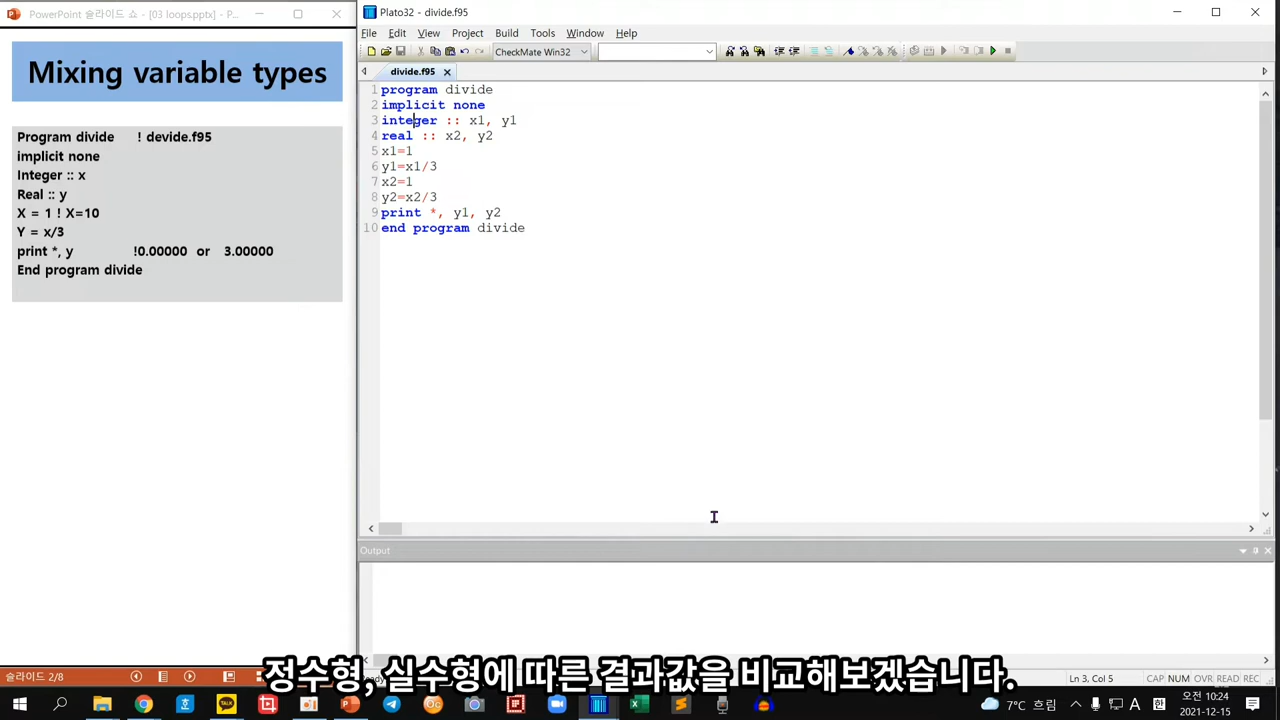 PowerPoint 슬라이드 쇼 - [03 loops.pptx] - P...
Mixing variable types
Program divide ! devide.f95
implicit none
Integer :: x
Real :: y
X = 1 ! X=10
Y = x/3
print *, y !0.00000 or 3.00000
End program divide
슬라이드 2/8
Plato32 - divide.f95
File Edit View Project Build Tools Window Help
CheckMate Win32
divide.f95
1 program divide
2 implicit none
3 integer :: x1, y1
4 real :: x2, y2
5 x1=1
6 y1=x1/3
7 x2=1
8 y2=x2/3
9 print *, y1, y2
10 end program divide
Output
Ln 3, Col 5 CAP NUM OVR READ REC
정수형, 실수형에 따른 결과값을 비교해보겠습니다.
7°C 흐림
A 한
오전 10:24
2021-12-15